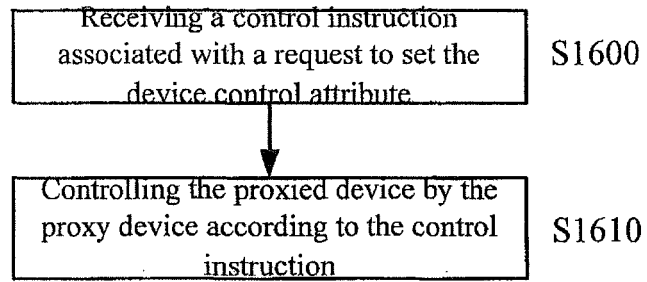 Receiving a control instruction
associated with a request to set the
device control attribute
S1600
Controlling the proxied device by the
proxy device according to the control
instruction
S1610